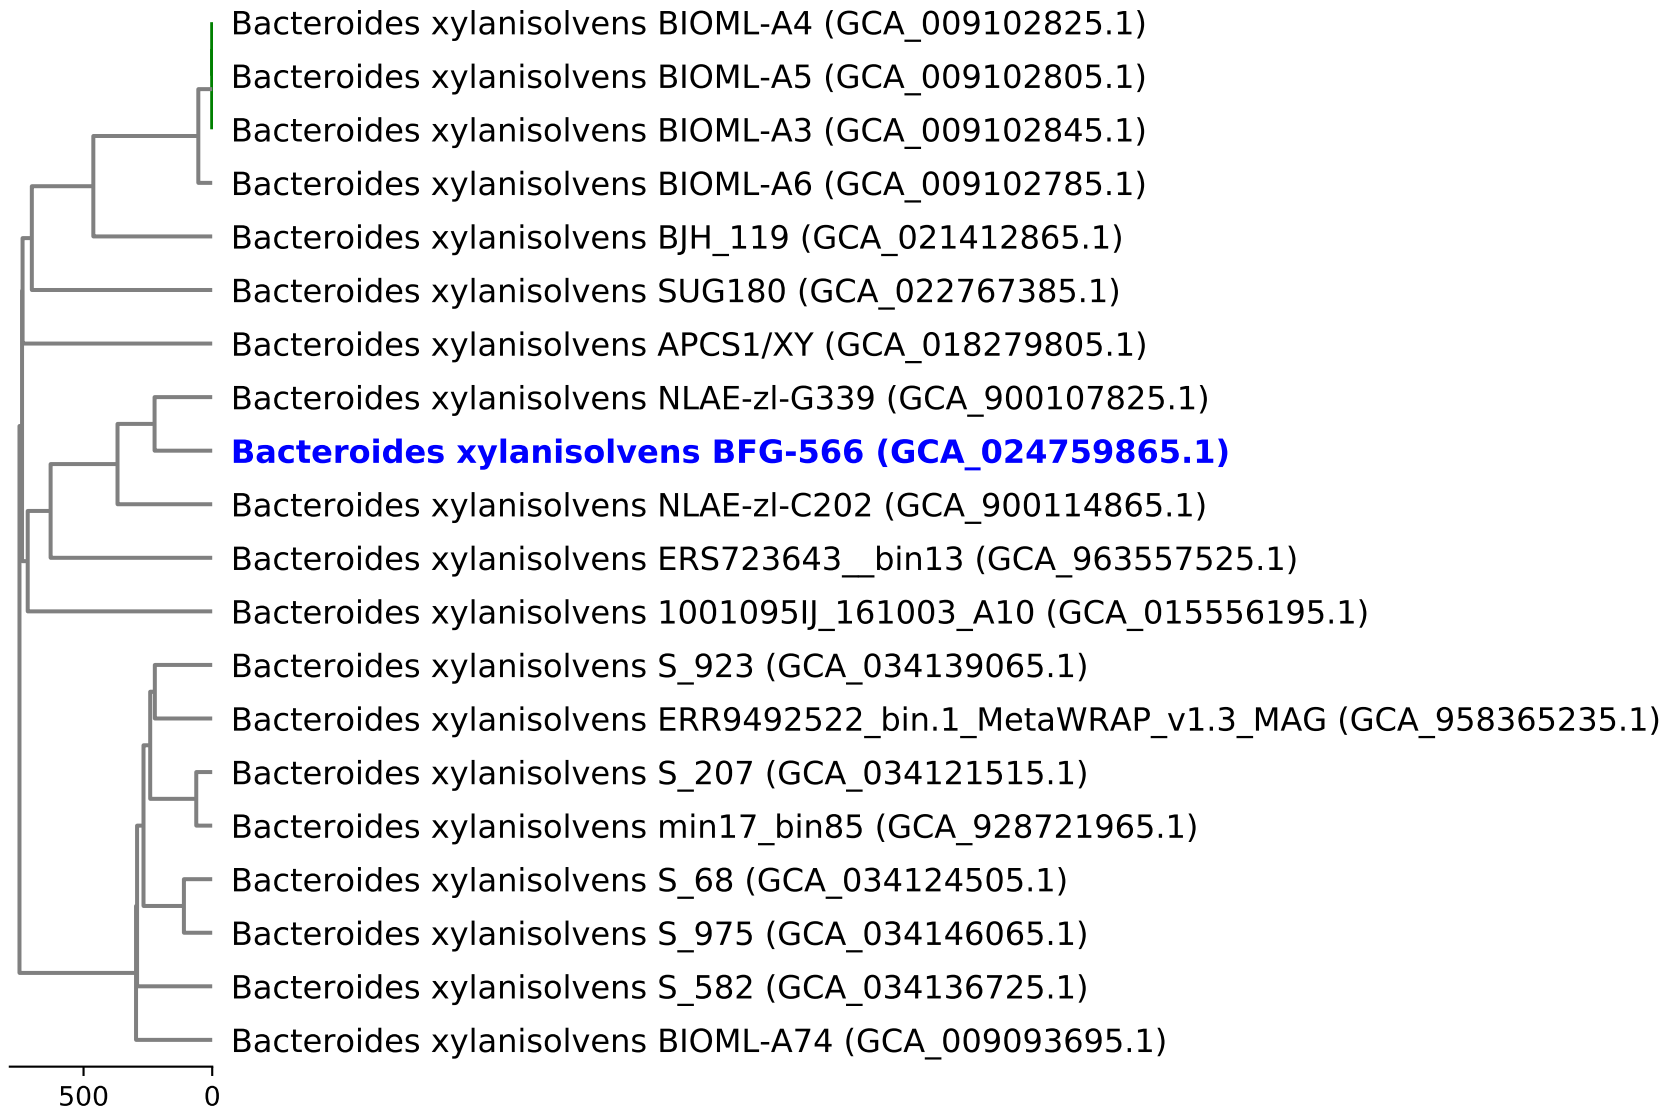 Bacteroides xylanisolvens BIOML-A4 (GCA_009102825.1)
Bacteroides xylanisolvens BIOML-A5 (GCA_009102805.1)
Bacteroides xylanisolvens BIOML-A3 (GCA_009102845.1)
Bacteroides xylanisolvens BIOML-A6 (GCA_009102785.1)
Bacteroides xylanisolvens BJH_119 (GCA_021412865.1)
Bacteroides xylanisolvens SUG180 (GCA_022767385.1)
Bacteroides xylanisolvens APCS1/XY (GCA_018279805.1)
Bacteroides xylanisolvens NLAE-zl-G339 (GCA_900107825.1)
Bacteroides xylanisolvens BFG-566 (GCA_024759865.1)
Bacteroides xylanisolvens NLAE-zl-C202 (GCA_900114865.1)
Bacteroides xylanisolvens ERS723643__bin13 (GCA_963557525.1)
Bacteroides xylanisolvens 1001095IJ_161003_A10 (GCA_015556195.1)
Bacteroides xylanisolvens S_923 (GCA_034139065.1)
Bacteroides xylanisolvens ERR9492522_bin.1_MetaWRAP_v1.3_MAG (GCA_958365235.1)
Bacteroides xylanisolvens S_207 (GCA_034121515.1)
Bacteroides xylanisolvens min17_bin85 (GCA_928721965.1)
Bacteroides xylanisolvens S_68 (GCA_034124505.1)
Bacteroides xylanisolvens S_975 (GCA_034146065.1)
Bacteroides xylanisolvens S_582 (GCA_034136725.1)
Bacteroides xylanisolvens BIOML-A74 (GCA_009093695.1)
500 0